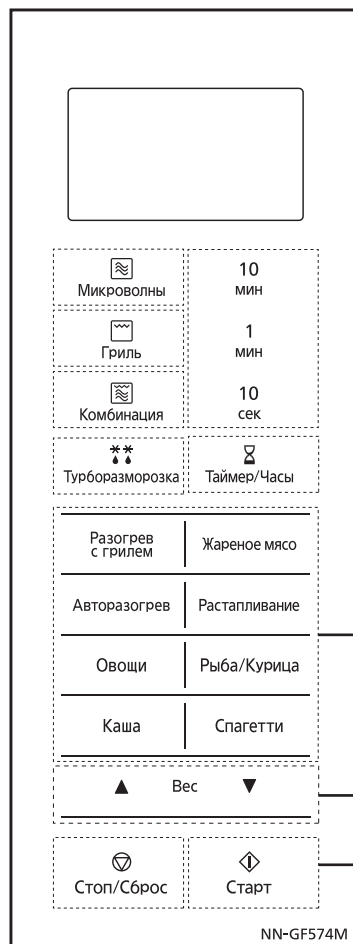 10
Микроволны мин
1
Гриль мин
10
Комбинация сек
Турборазморозка Таймер/Часы
Разогрев
с грилем Жареное мясо
Авторазогрев Растапливание
Овощи Рыба/Курица
Каша Спагетти
▲ Вес ▼
Стоп/Сброс Старт
NN-GF574M